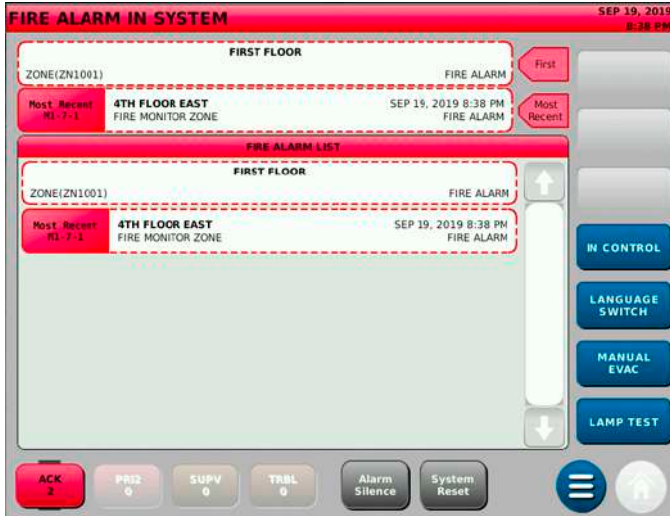 FIRE ALARM IN SYSTEM
SEP 19, 2019
8:38 PM
FIRST FLOOR
ZONE(ZN1001)
FIRE ALARM
First
Most Recent
M1-7-1
4TH FLOOR EAST
SEP 19, 2019 8:38 PM
FIRE MONITOR ZONE
FIRE ALARM
Most
Recent
FIRE ALARM LIST
FIRST FLOOR
ZONE(ZN1001)
FIRE ALARM
Most Recent
M1-7-1
4TH FLOOR EAST
SEP 19, 2019 8:38 PM
FIRE MONITOR ZONE
FIRE ALARM
IN CONTROL
LANGUAGE
SWITCH
MANUAL
EVAC
LAMP TEST
ACK
2
PRI2
0
SUPV
0
TRBL
0
Alarm
Silence
System
Reset